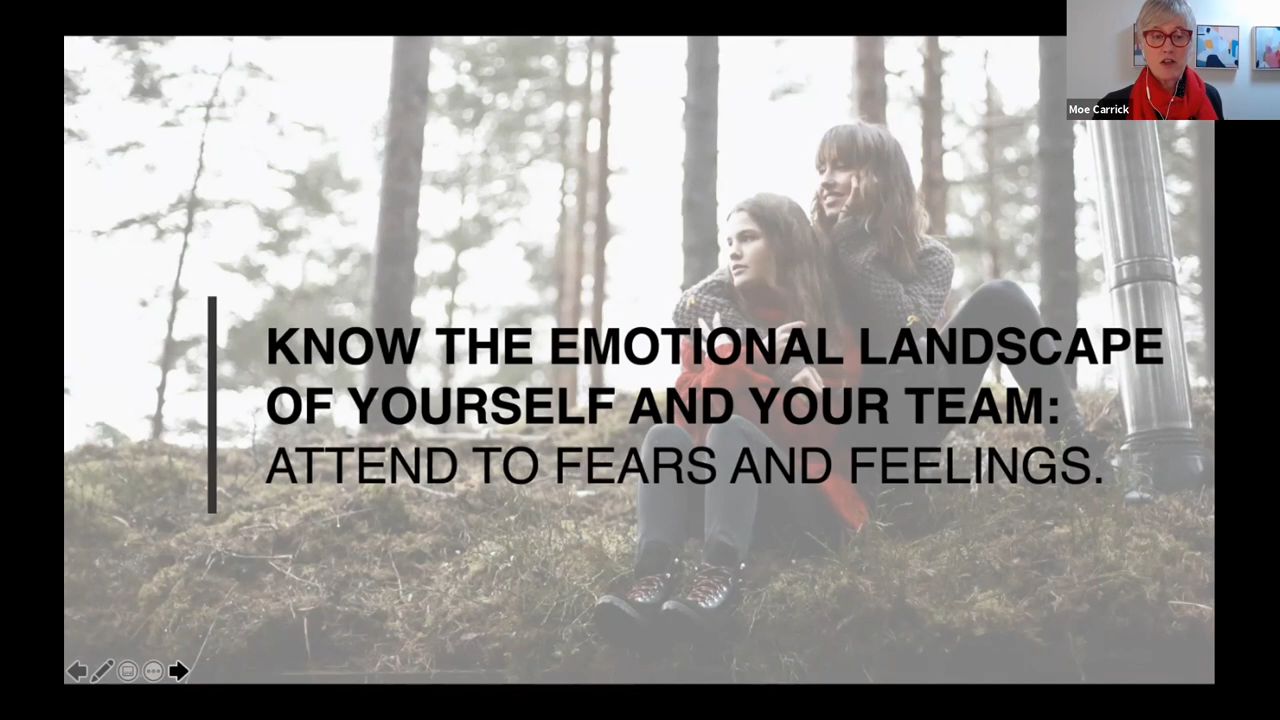 Moe Carrick
KNOW THE EMOTIONAL LANDSCAPE
OF YOURSELF AND YOUR TEAM:
ATTEND TO FEARS AND FEELINGS.